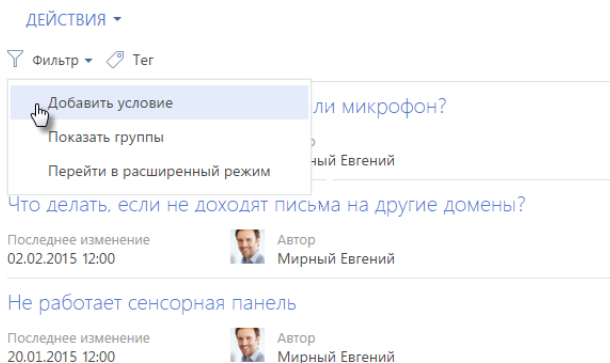 ДЕЙСТВИЯ
Фильтр Тег
Добавить условие
ли микрофон?
Показать группы
ный Евгений
Перейти в расширенный режим
Что делать, если не доходят письма на другие домены?
Последнее изменение Автор
02.02.2015 12:00 Мирный Евгений
Не работает сенсорная панель
Последнее изменение Автор
20.01.2015 12:00 Мирный Евгений